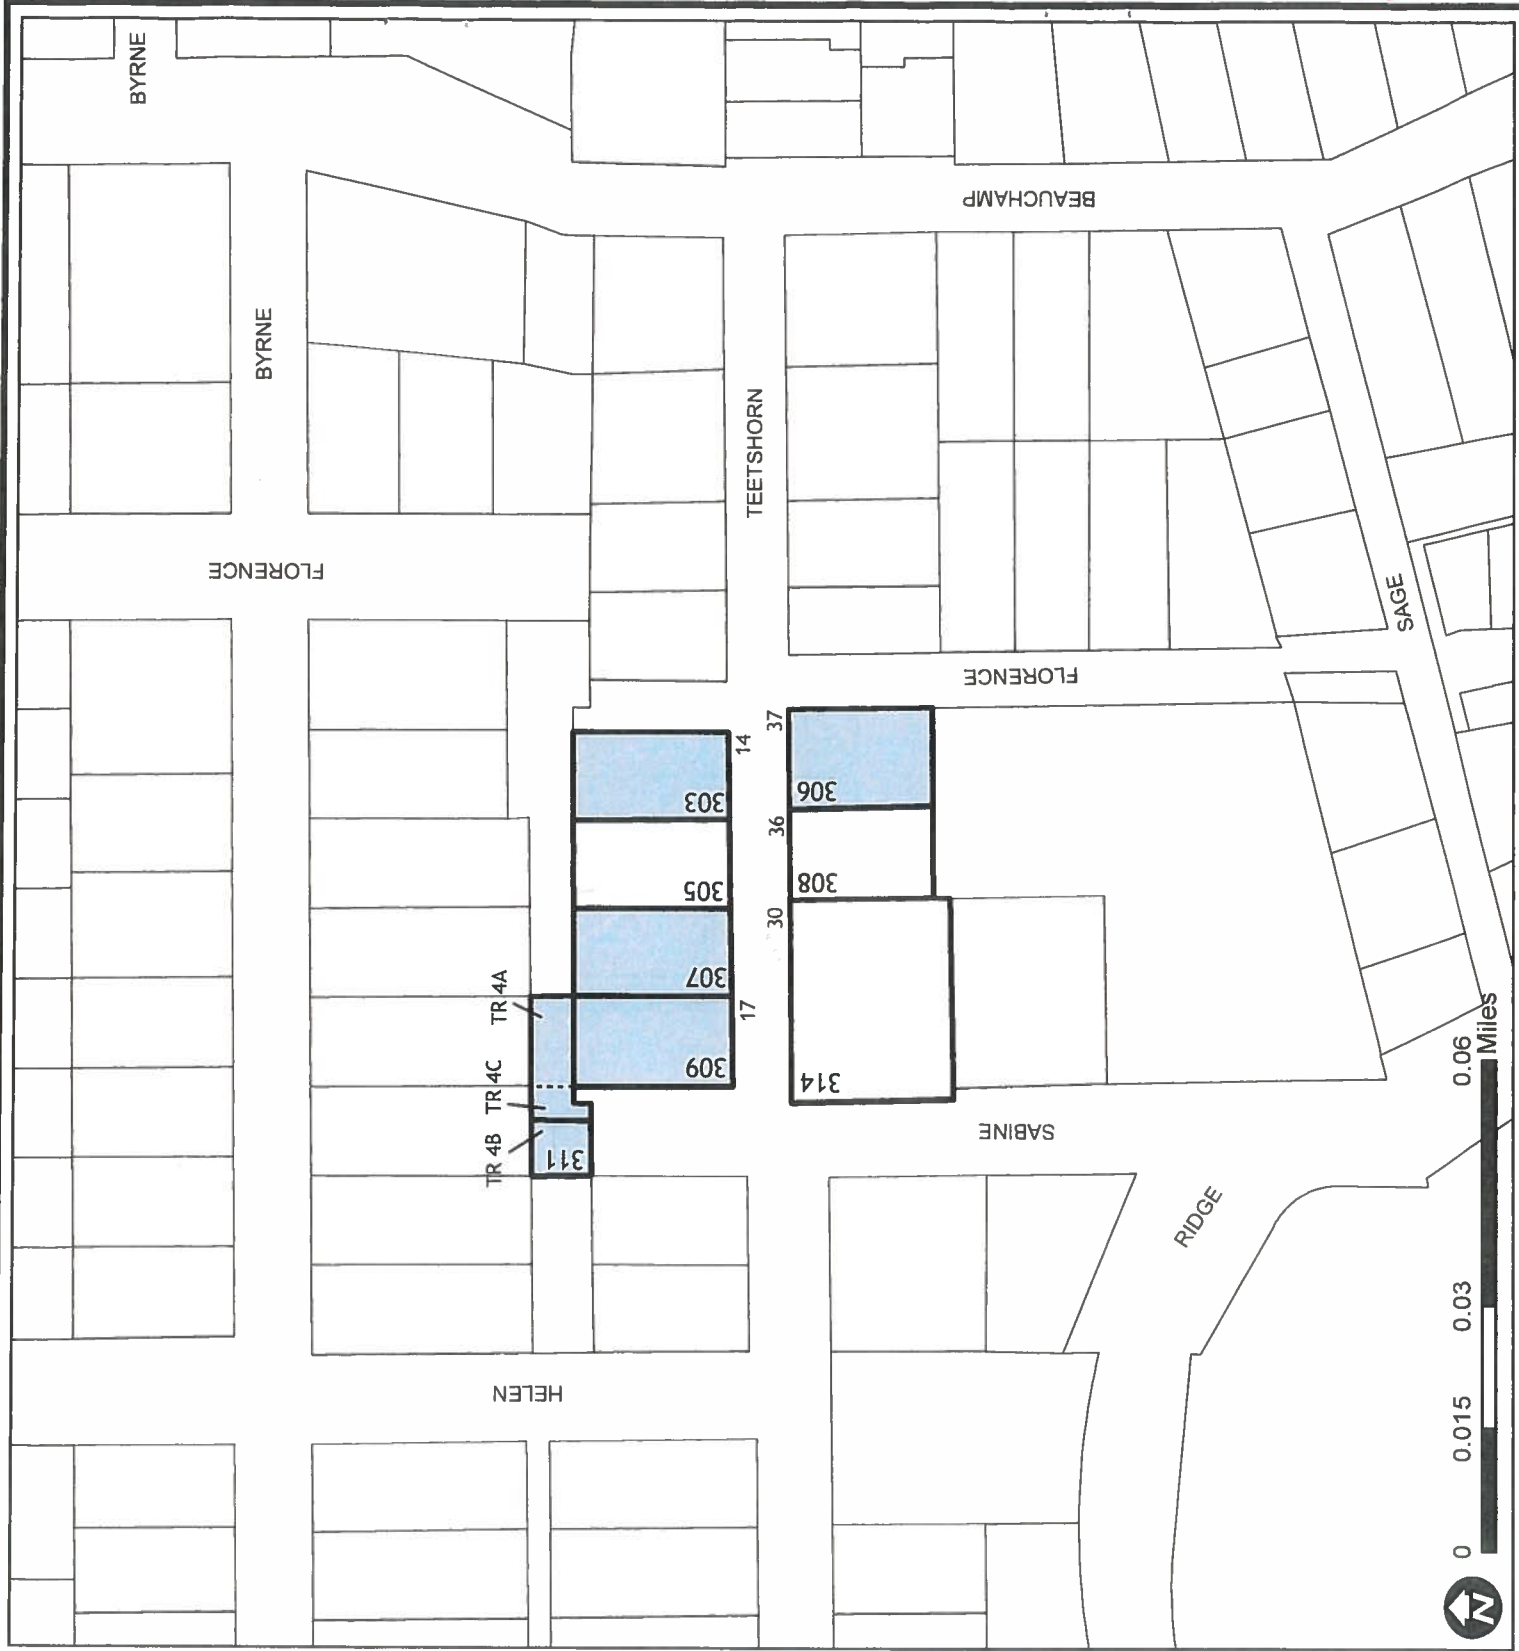 BYRNE
BYRNE
BEAUCHAMP
FLORENCE
TEETSHORN
FLORENCE
SAGE
14
37
303
306
36
305
308
30
307
TR 4A
309
17
314
TR 4C
TR 4B
311
SABINE
RIDGE
HELEN
0 0.015 0.03 0.06
Miles
N